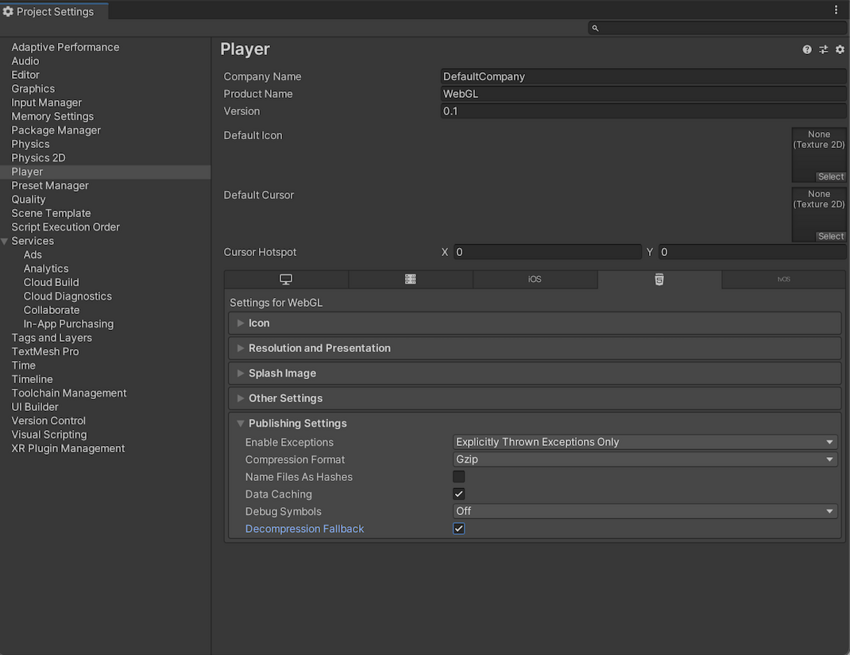 Project Settings
Adaptive Performance
Audio
Editor
Graphics
Input Manager
Memory Settings
Package Manager
Physics
Physics 2D
Player
Preset Manager
Quality
Scene Template
Script Execution Order
Services
Ads
Analytics
Cloud Build
Cloud Diagnostics
Collaborate
In-App Purchasing
Tags and Layers
TextMesh Pro
Time
Timeline
Toolchain Management
UI Builder
Version Control
Visual Scripting
XR Plugin Management
Player
Company Name DefaultCompany
Product Name WebGL
Version 0.1
Default Icon
None
(Texture 2D)
Select
Default Cursor
None
(Texture 2D)
Select
Cursor Hotspot X 0 Y 0
iOS tvOS
Settings for WebGL
Icon
Resolution and Presentation
Splash Image
Other Settings
Publishing Settings
Enable Exceptions Explicitly Thrown Exceptions Only
Compression Format Gzip
Name Files As Hashes
Data Caching
Debug Symbols Off
Decompression Fallback